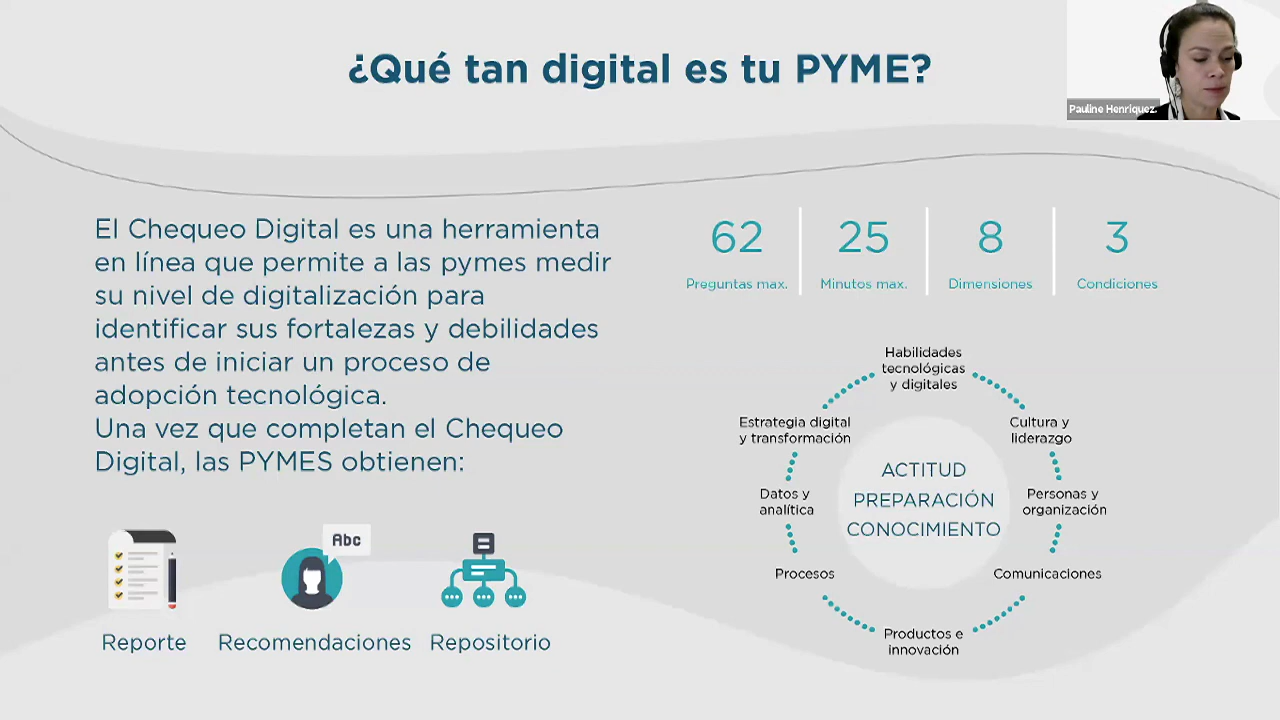 ¿Qué tan digital es tu PYME?
Pauline Henriquez.
El Chequeo Digital es una herramienta
en línea que permite a las pymes medir
su nivel de digitalización para
identificar sus fortalezas y debilidades
antes de iniciar un proceso de
adopción tecnológica.
Una vez que completan el Chequeo
Digital, las PYMES obtienen:
Abc
Reporte
Recomendaciones
Repositorio
62
Preguntas max.
25
Minutos max.
8
Dimensiones
3
Condiciones
Habilidades
tecnológicas
y digitales
Cultura y
liderazgo
Personas y
organización
Comunicaciones
Productos e
innovación
Procesos
Datos y
analítica
Estrategia digital
y transformación
ACTITUD
PREPARACIÓN
CONOCIMIENTO